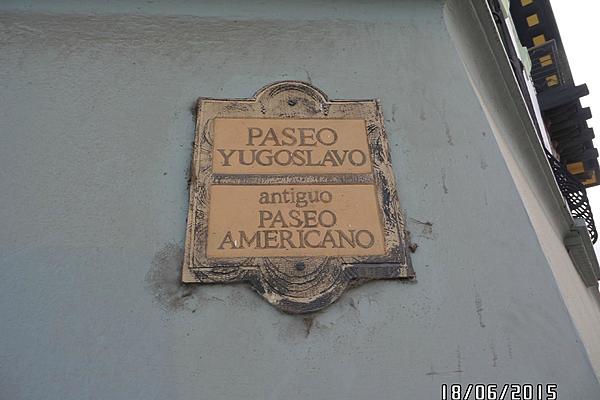 PASEO
YUGOSLAVO
antiguo
PASEO
AMERICANO
18/06/2015